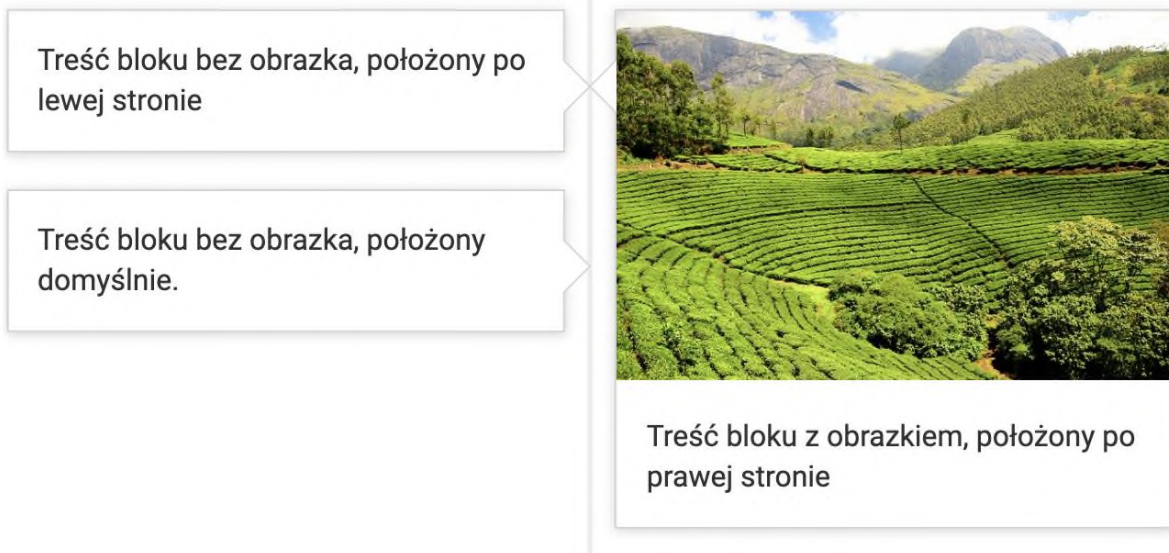 Treść bloku bez obrazka, położony po
lewej stronie
Treść bloku bez obrazka, położony
domyślnie.
Treść bloku z obrazkiem, położony po
prawej stronie